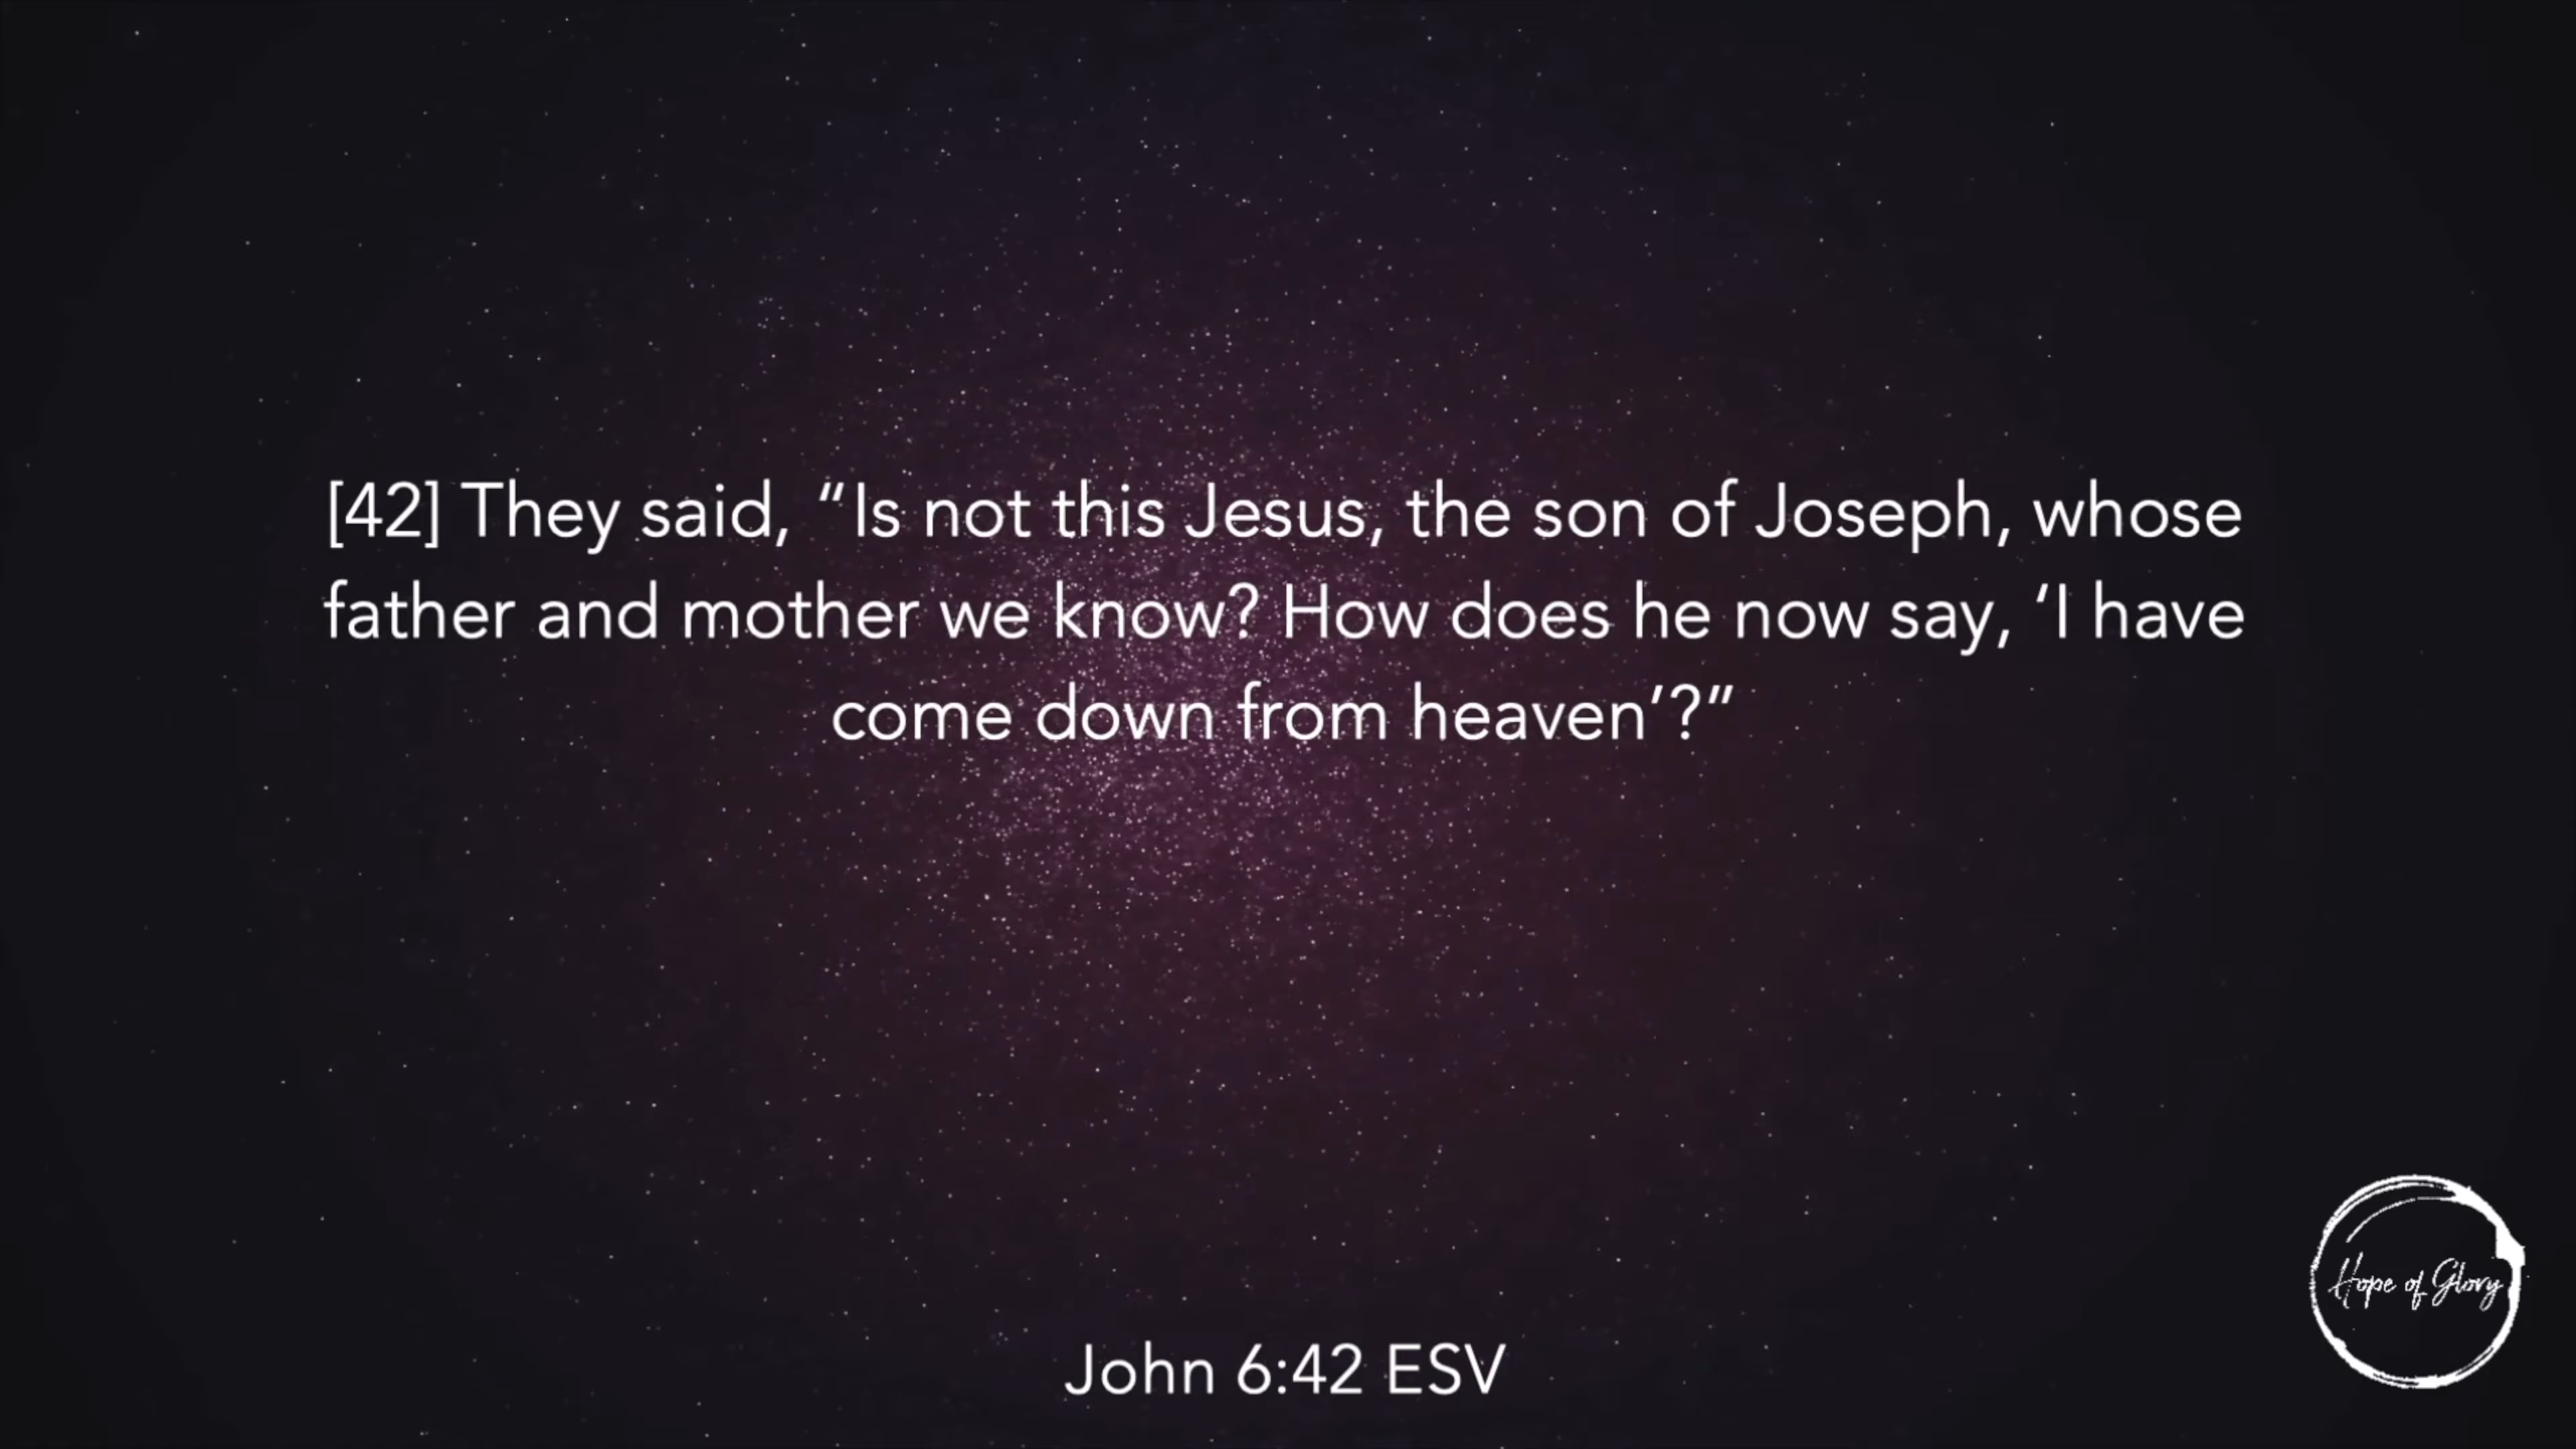 [42] They said, “Is not this Jesus, the son of Joseph, whose
father and mother we know? How does he now say, ‘I have
come down from heaven’?”
Hope of Glory
John 6:42 ESV